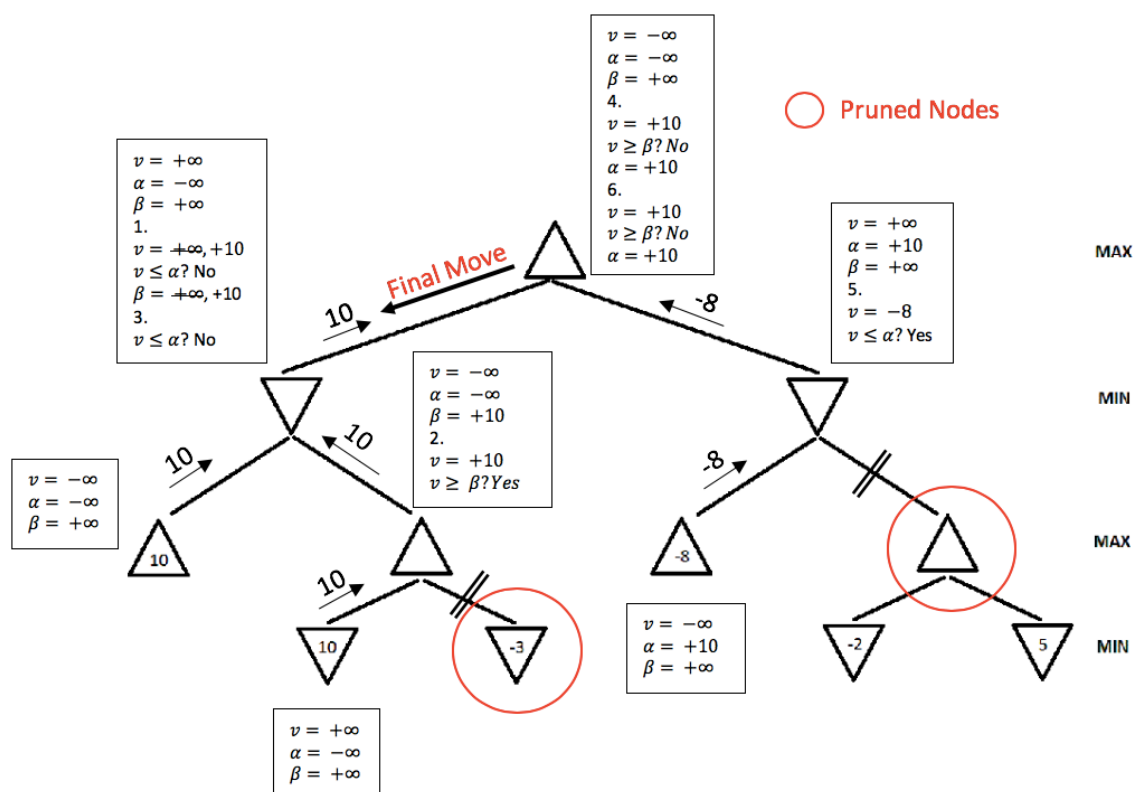 v = −∞
α = −∞
β = +∞
4.
v = +10
v ≥ β? No
α = +10
6.
v = +10
v ≥ β? No
α = +10
Pruned Nodes
v = +∞
α = −∞
β = +∞
1.
v = +∞, +10
v ≤ α? No
β = +∞, +10
3.
v ≤ α? No
v = +∞
α = +10
β = +∞
5.
v = −8
v ≤ α? Yes
MAX
Final Move
10
-8
v = −∞
α = −∞
β = +10
2.
v = +10
v ≥ β? Yes
MIN
10
10
-8
v = −∞
α = −∞
β = +∞
10
-8
MAX
10
v = −∞
α = +10
β = +∞
10
-3
-2
5
MIN
v = +∞
α = −∞
β = +∞